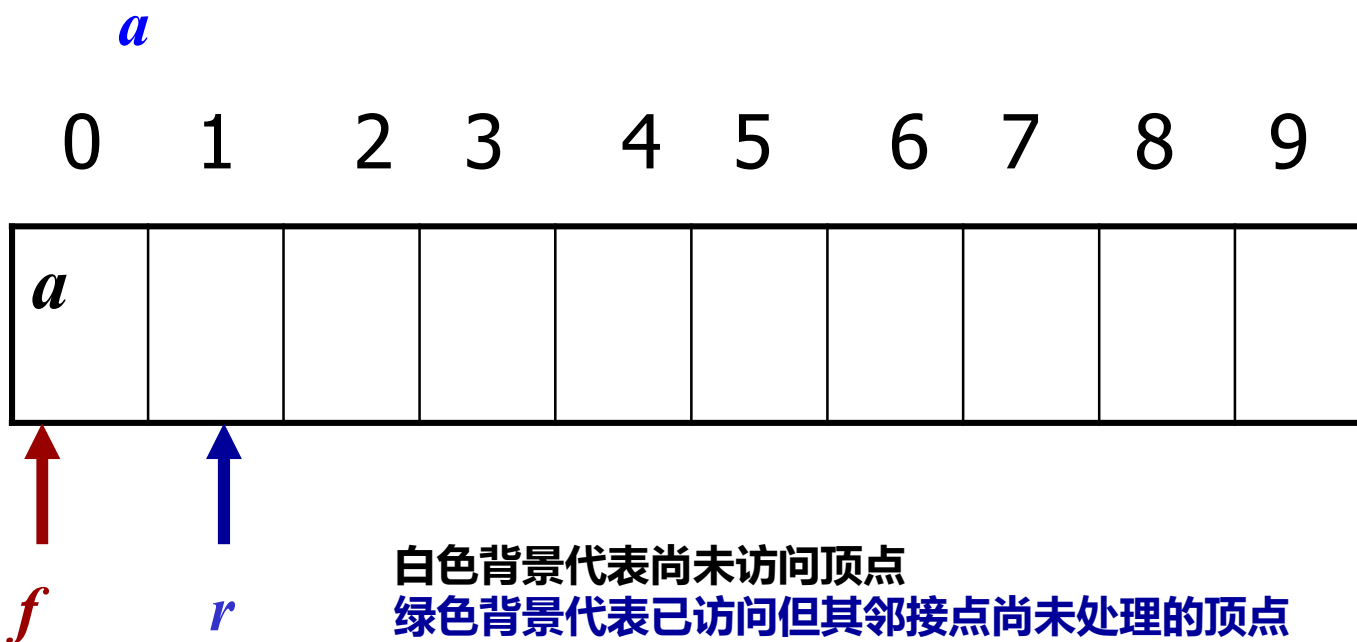 a
0 1 2 3 4 5 6 7 8 9
a
f r
白色背景代表尚未访问顶点
绿色背景代表已访问但其邻接点尚未处理的顶点